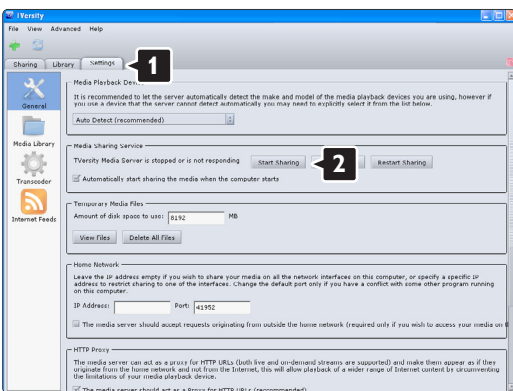 TVersity
File View Advanced Help
Sharing Library Settings
1
General
Media Library
Transcoder
Internet Feeds
Media Playback Device
It is recommended to let the server automatically detect the make and model of the media playback devices you are using, however if
you use a device that the server cannot detect automatically you may need to explicitly select it from the list below.
Auto Detect (recommended)
Media Sharing Service
TVersity Media Server is stopped or is not responding Start Sharing 2 Restart Sharing
Automatically start sharing the media when the computer starts
Temporary Media Files
Amount of disk space to use: 8192 MB
View Files Delete All Files
Home Network
Leave the IP address empty if you wish to share your media on all the network interfaces on this computer, or specify a specific IP
address to restrict sharing to one of the interfaces. Change the default port only if you have a conflict with some other program running
on this computer.
IP Address: Port: 41952
The media server should accept requests originating from outside the home network (required only if you wish to access your media on
HTTP Proxy
The media server can act as a proxy for HTTP URLs (both live and on-demand streams are supported) and make them appear as if they
originate from the home network and not from the Internet, this will allow playback of a wider range of Internet content by circumventing
the limitations of your media playback device.
The media server should act as a Proxy for HTTP URLs (recommended)